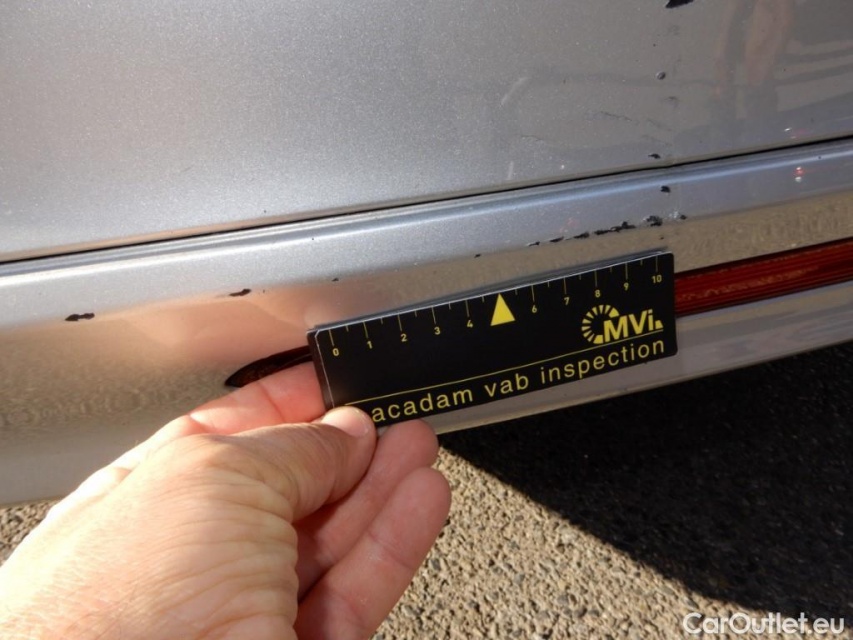 0 1 2 3 4 6 7 8 9 10
MVi.
acadam vab inspection
CarOutlet.eu